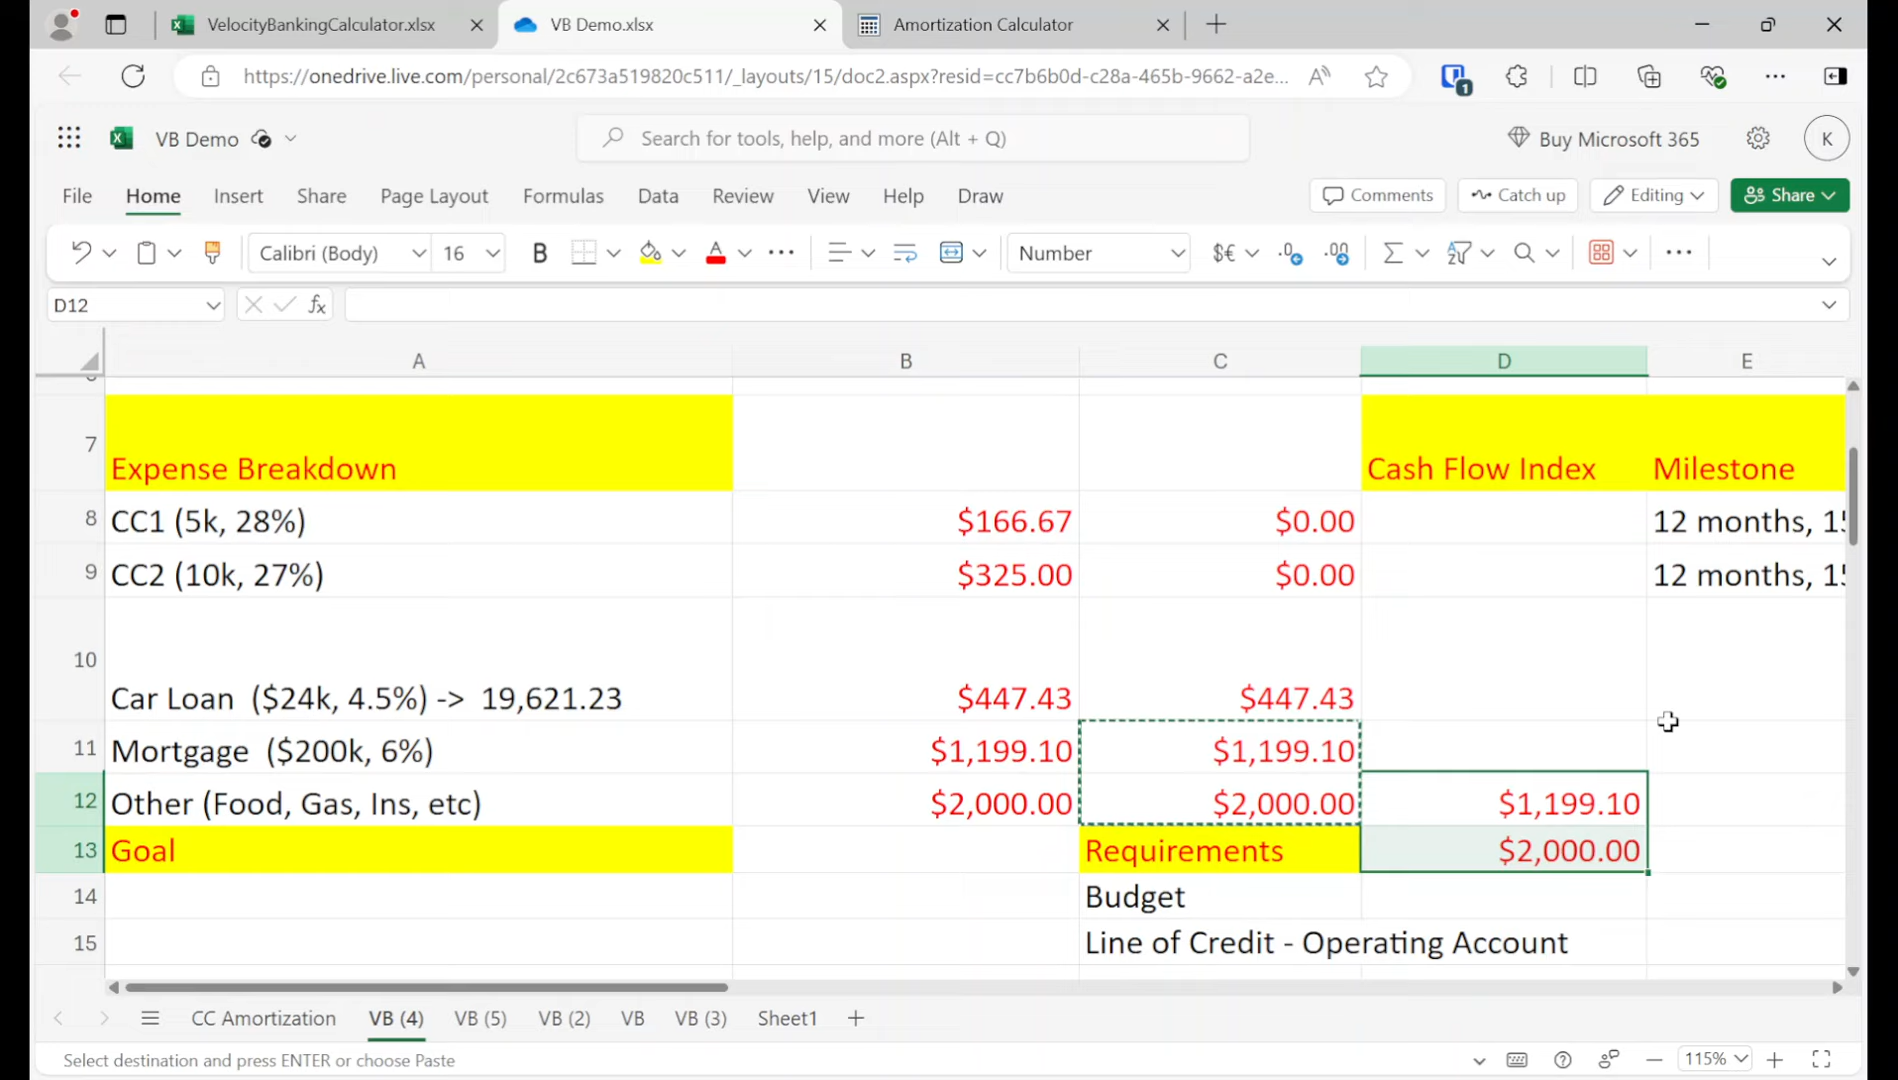 VelocityBankingCalculator.xlsx
VB Demo.xlsx
Amortization Calculator
https://onedrive.live.com/personal/2c673a519820c511/_layouts/15/doc2.aspx?resid=cc7b6b0d-c28a-465b-9662-a2e...
1
VB Demo
Search for tools, help, and more (Alt + Q)
Buy Microsoft 365
K
File Home Insert Share Page Layout Formulas Data Review View Help Draw
Comments Catch up Editing Share
Calibri (Body) 16 B A Number $€ .0 .00
D12 fx
A B C D E
7 Expense Breakdown Cash Flow Index Milestone
8 CC1 (5k, 28%) $166.67 $0.00 12 months,
9 CC2 (10k, 27%) $325.00 $0.00 12 months,
10 Car Loan ($24k, 4.5%) -> 19,621.23 $447.43 $447.43
11 Mortgage ($200k, 6%) $1,199.10 $1,199.10
12 Other (Food, Gas, Ins, etc) $2,000.00 $2,000.00 $1,199.10
13 Goal Requirements $2,000.00
14 Budget
15 Line of Credit - Operating Account
CC Amortization VB (4) VB (5) VB (2) VB VB (3) Sheet1
Select destination and press ENTER or choose Paste
115%